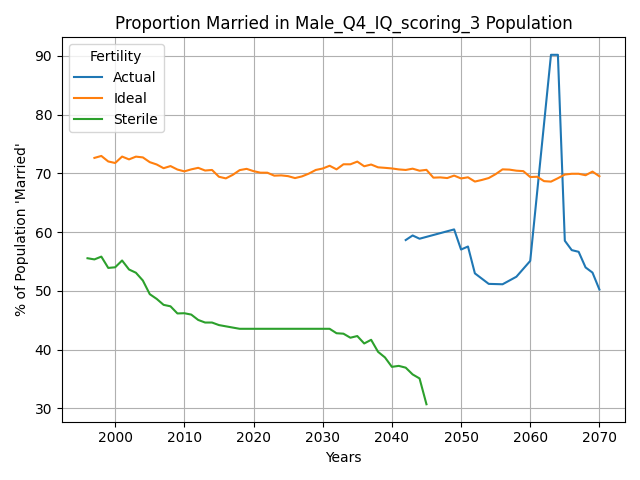 Proportion Married in Male_Q4_IQ_scoring_3 Population
% of Population 'Married'
90
80
70
60
50
40
30
Fertility
Actual
Ideal
Sterile
2000
2010
2020
2030
2040
2050
2060
2070
Years